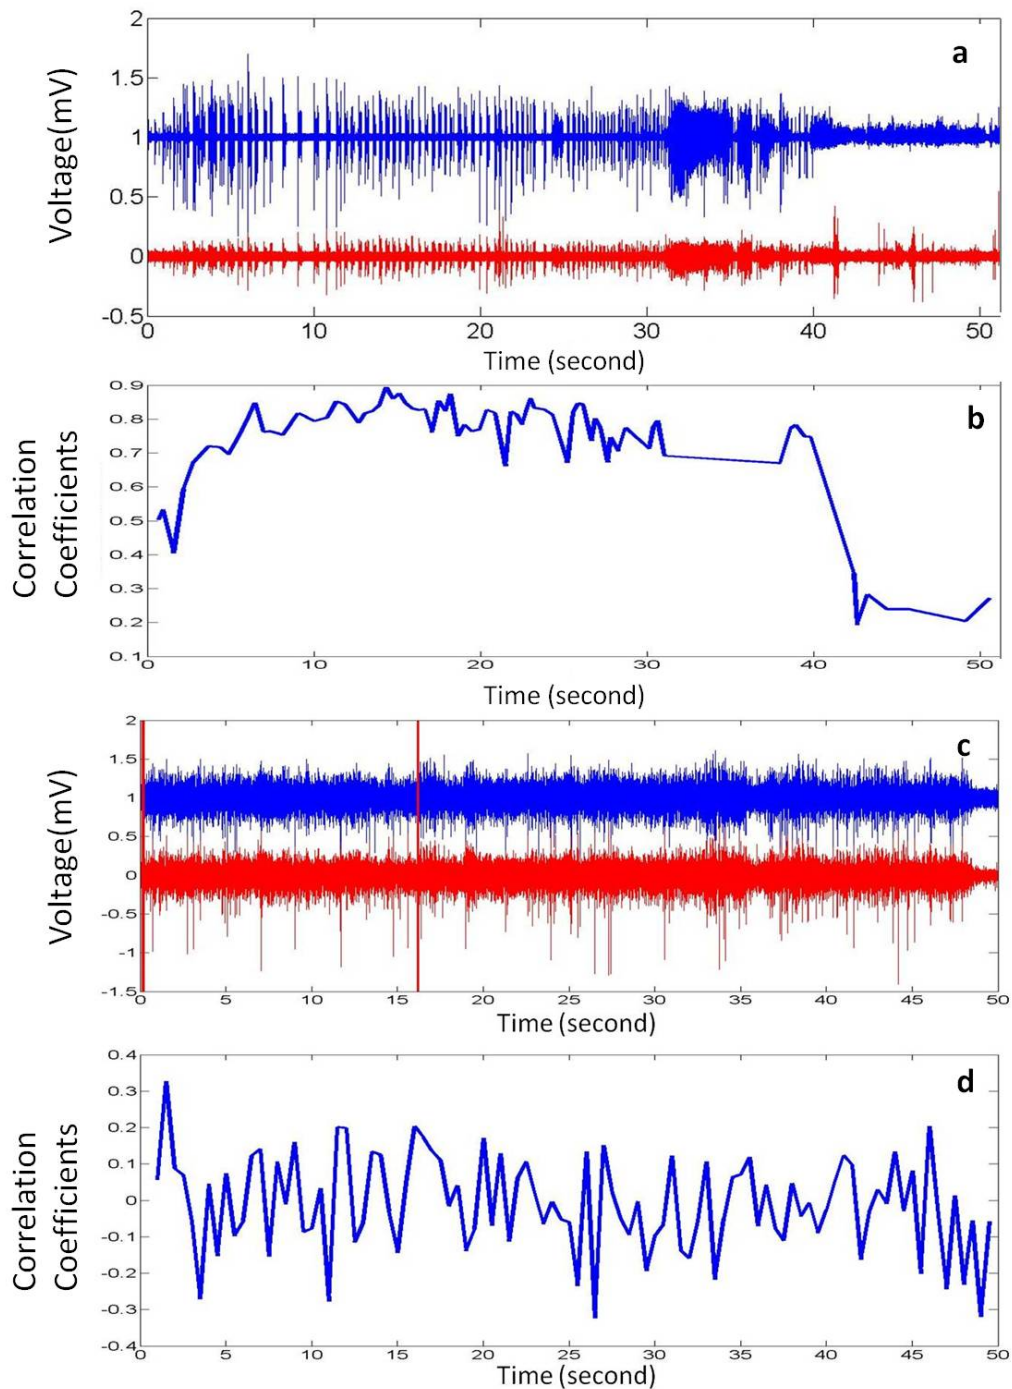 a
2
1.5
1
0.5
0
-0.5
Voltage(mV)
0 10 20 30 40 50
Time (second)
b
0.9
0.8
0.7
0.6
0.5
0.4
0.3
0.2
0.1
Correlation
Coefficients
0 10 20 30 40 50
Time (second)
c
2
1.5
1
0.5
0
-0.5
-1
-1.5
Voltage(mV)
0 5 10 15 20 25 30 35 40 45 50
Time (second)
d
0.4
0.3
0.2
0.1
0
-0.1
-0.2
-0.3
-0.4
Correlation
Coefficients
0 5 10 15 20 25 30 35 40 45 50
Time (second)